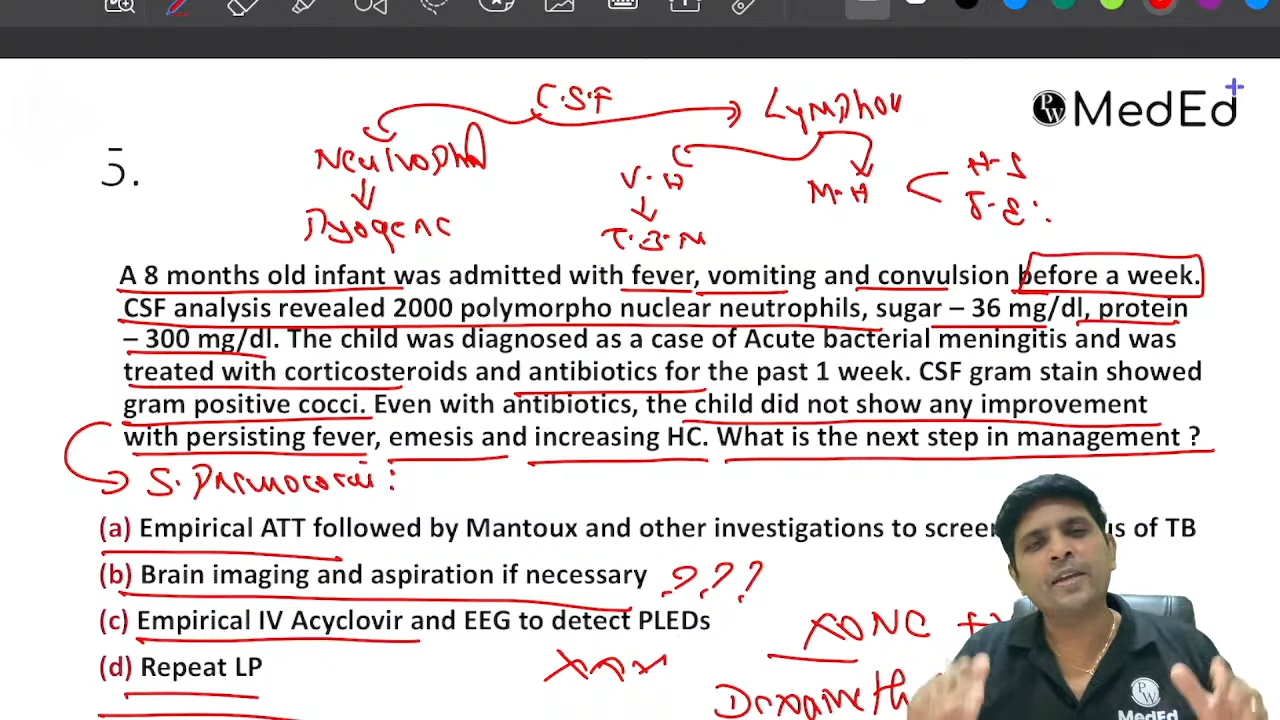 C.S.F
Lymphou
PW MedEd
5.
Neutrophil
V.A
M.A
H.S
J.E.
Pyogenic
T.B.M
A 8 months old infant was admitted with fever, vomiting and convulsion before a week.
CSF analysis revealed 2000 polymorpho nuclear neutrophils, sugar – 36 mg/dl, protein
– 300 mg/dl. The child was diagnosed as a case of Acute bacterial meningitis and was
treated with corticosteroids and antibiotics for the past 1 week. CSF gram stain showed
gram positive cocci. Even with antibiotics, the child did not show any improvement
with persisting fever, emesis and increasing HC. What is the next step in management ?
(a) Empirical ATT followed by Mantoux and other investigations to screen us of TB
(b) Brain imaging and aspiration if necessary ???
(c) Empirical IV Acyclovir and EEG to detect PLEDs
(d) Repeat LP
PW
MedEd